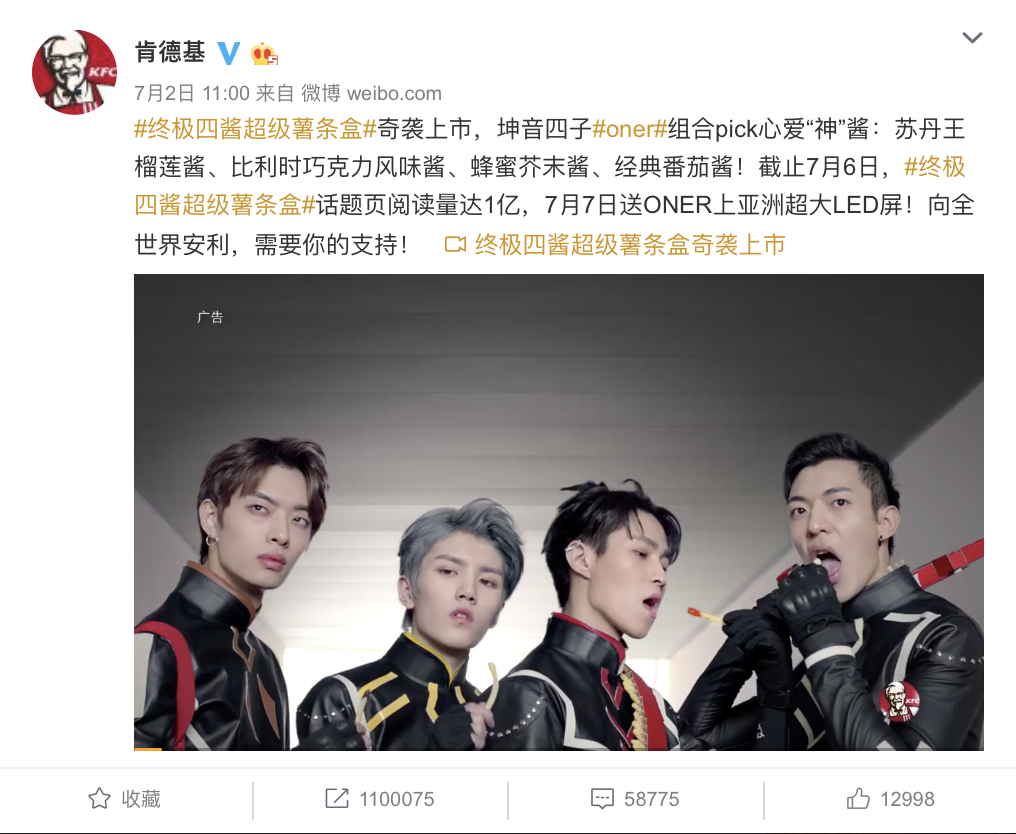 肯德基
KFC
5
7月2日 11:00 来自 微博 weibo.com
#终极四酱超级薯条盒#奇袭上市，坤音四子#oner#组合pick心爱“神”酱：苏丹王
榴莲酱、比利时巧克力风味酱、蜂蜜芥末酱、经典番茄酱！截止7月6日，#终极
四酱超级薯条盒#话题页阅读量达1亿，7月7日送ONER上亚洲超大LED屏！向全
世界安利，需要你的支持！ 终极四酱超级薯条盒奇袭上市
广告
KFC
收藏
1100075
58775
12998